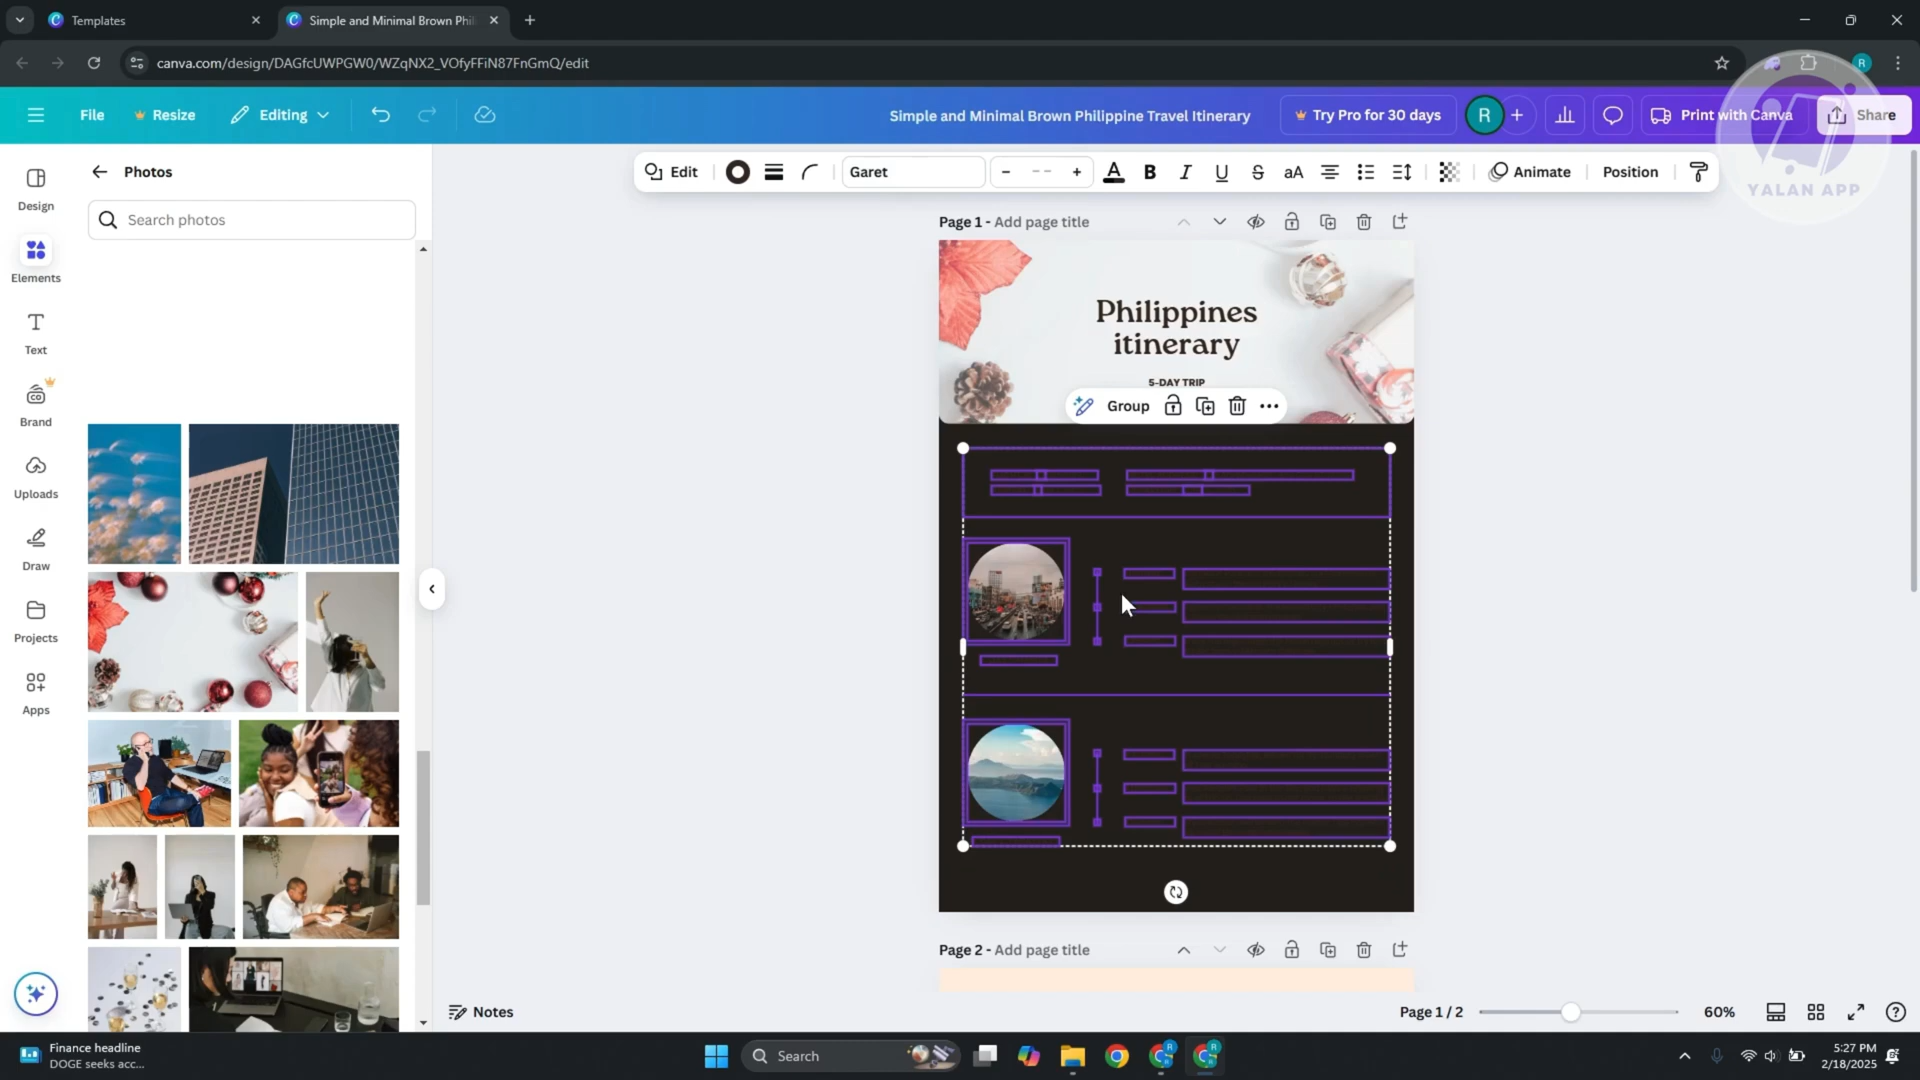 Templates
Simple and Minimal Brown Phil
canva.com/design/DAGfcUWPGW0/WZqNX2_VOfyFFiN87FnGmQ/edit
R
File
Resize
Editing
Simple and Minimal Brown Philippine Travel Itinerary
Try Pro for 30 days
R
Print with Canva
Share
YALAN APP
Photos
Search photos
Design
Elements
Text
Brand
Uploads
Draw
Projects
Apps
Edit
Garet
- -- +
A B I U S aA
Animate
Position
Page 1 - Add page title
Philippines
itinerary
5-DAY TRIP
Group
Page 2 - Add page title
Notes
Page 1 / 2
60%
Finance headline
DOGE seeks acc...
Search
5:27 PM
2/18/2025